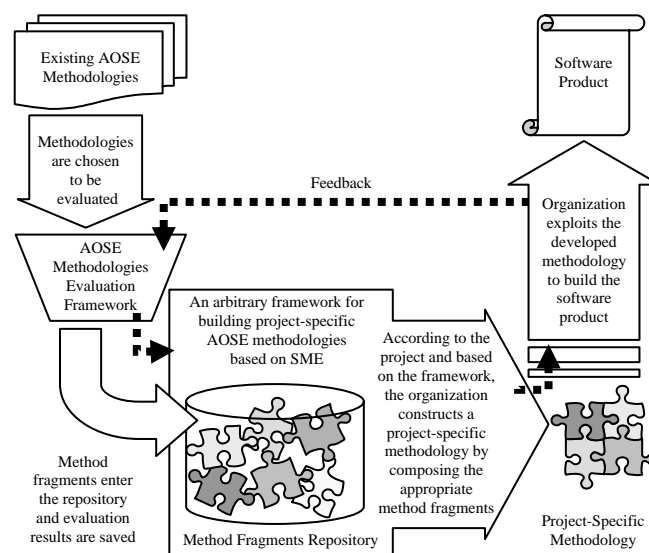 Existing AOSE
Methodologies
Methodologies
are chosen
to be
evaluated
AOSE
Methodologies
Evaluation
Framework
Method
fragments enter
the repository
and evaluation
results are saved
An arbitrary framework for
building project-specific
AOSE methodologies
based on SME
Method Fragments Repository
According to the
project and based
on the framework,
the organization
constructs a
project-specific
methodology by
composing the
appropriate
method fragments
Feedback
Software
Product
Organization
exploits the
developed
methodology
to build the
software
product
Project-Specific
Methodology